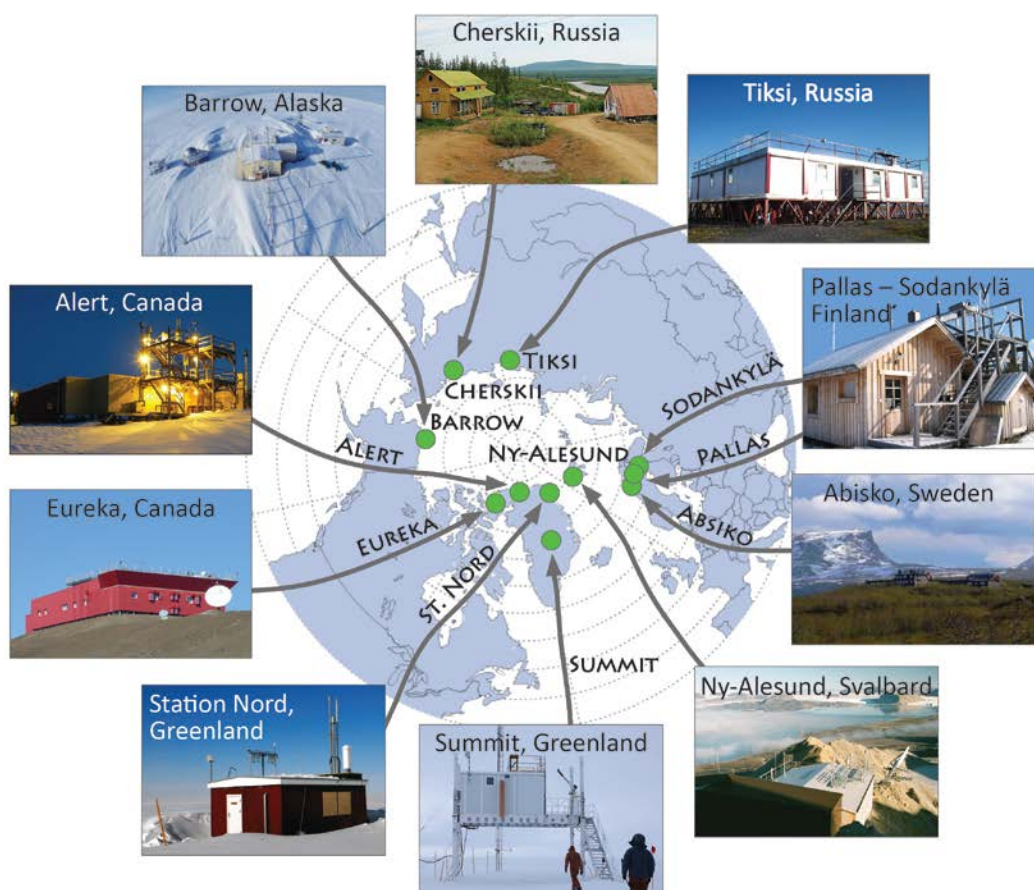 Cherskii, Russia
Barrow, Alaska
Tiksi, Russia
Alert, Canada
Pallas – Sodankylä
Finland
TIKSI
CHERSKII
BARROW
SODANKYLÄ
ALERT
NY-ALESUND
PALLAS
Eureka, Canada
Abisko, Sweden
EUREKA
ABSIKO
ST. NORD
SUMMIT
Station Nord,
Greenland
Summit, Greenland
Ny-Alesund, Svalbard